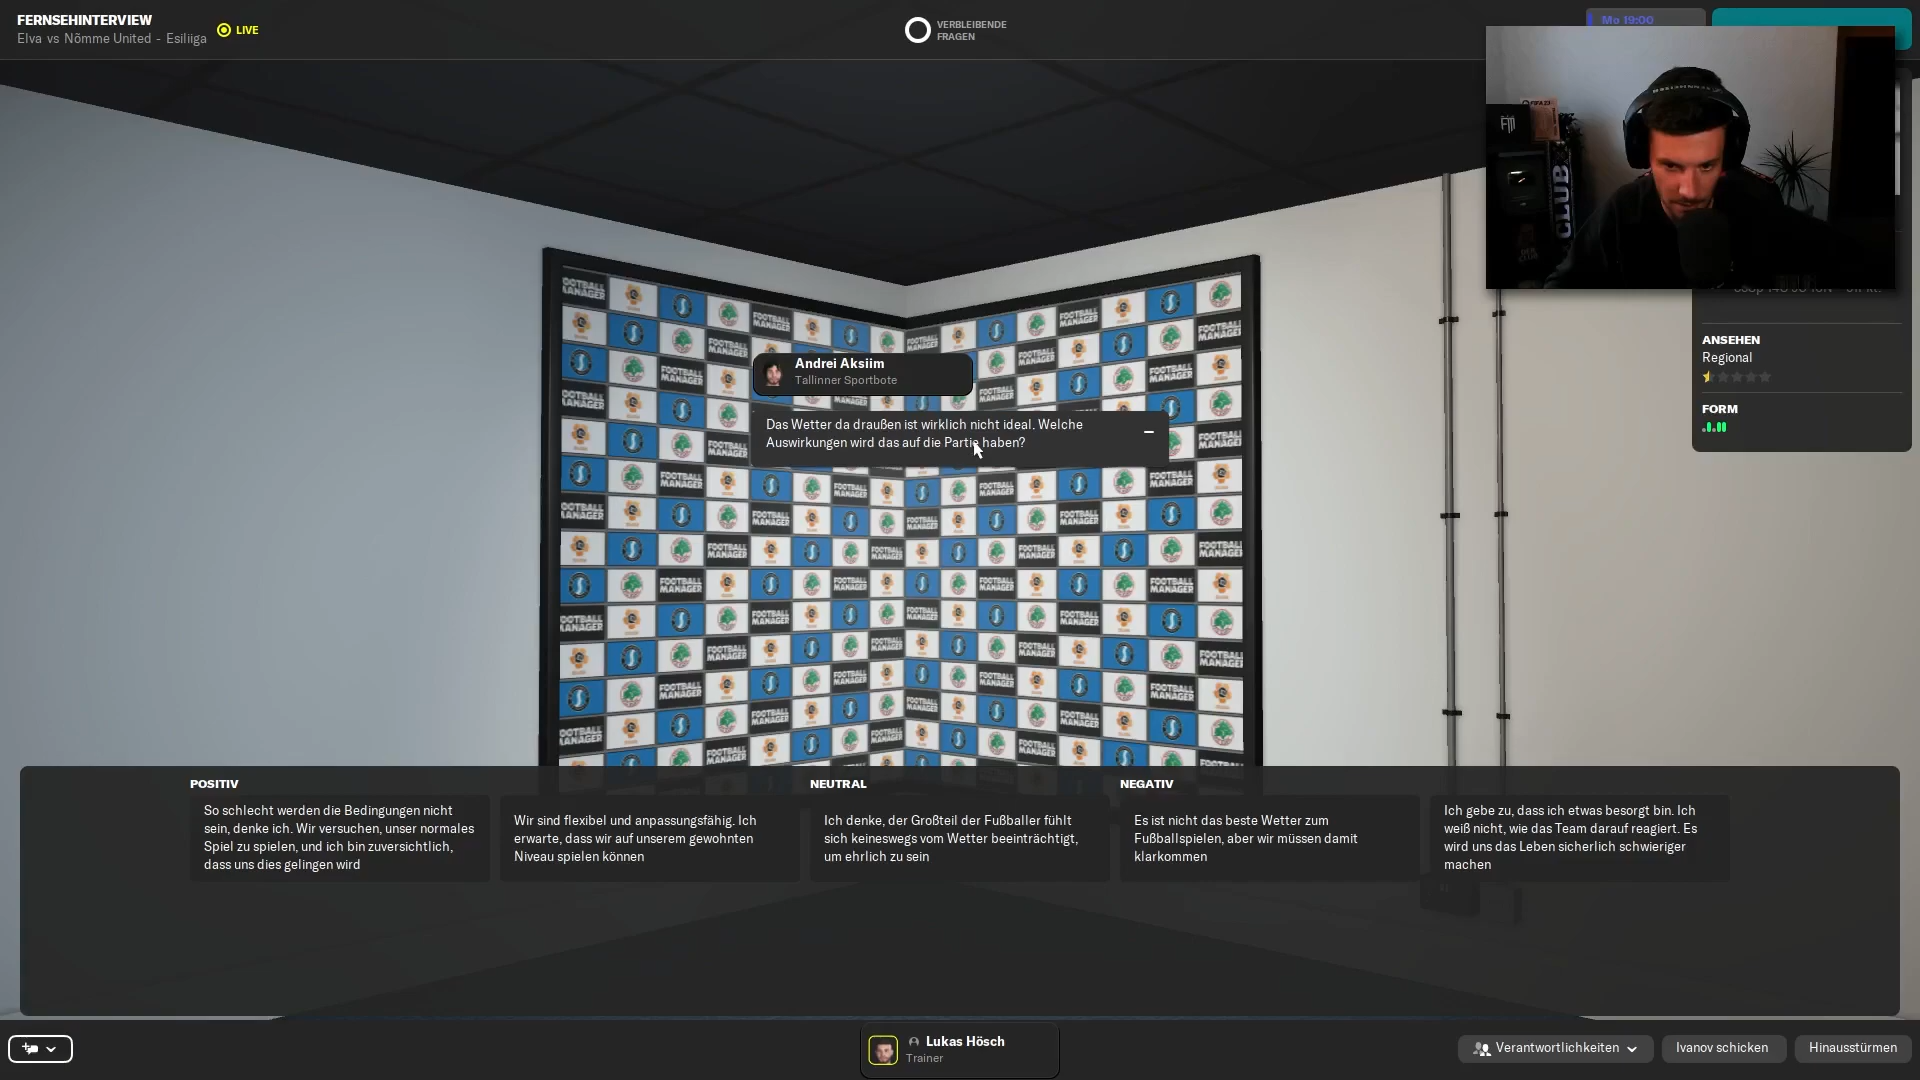 FERNSEHINTERVIEW
Elva vs Nõmme United - Esiliiga
LIVE
VERBLEIBENDE
FRAGEN
Mo 19:00
CLUB
ANSEHEN
Regional
FORM
Andrei Aksiim
Tallinner Sportbote
Das Wetter da draußen ist wirklich nicht ideal. Welche
Auswirkungen wird das auf die Partie haben?
FOOTBALL
MANAGER
POSITIV
NEUTRAL
NEGATIV
So schlecht werden die Bedingungen nicht
sein, denke ich. Wir versuchen, unser normales
Spiel zu spielen, und ich bin zuversichtlich,
dass uns dies gelingen wird
Wir sind flexibel und anpassungsfähig. Ich
erwarte, dass wir auf unserem gewohnten
Niveau spielen können
Ich denke, der Großteil der Fußballer fühlt
sich keineswegs vom Wetter beeinträchtigt,
um ehrlich zu sein
Es ist nicht das beste Wetter zum
Fußballspielen, aber wir müssen damit
klarkommen
Ich gebe zu, dass ich etwas besorgt bin. Ich
weiß nicht, wie das Team darauf reagiert. Es
wird uns das Leben sicherlich schwieriger
machen
Lukas Hösch
Trainer
Verantwortlichkeiten
Ivanov schicken
Hinausstürmen